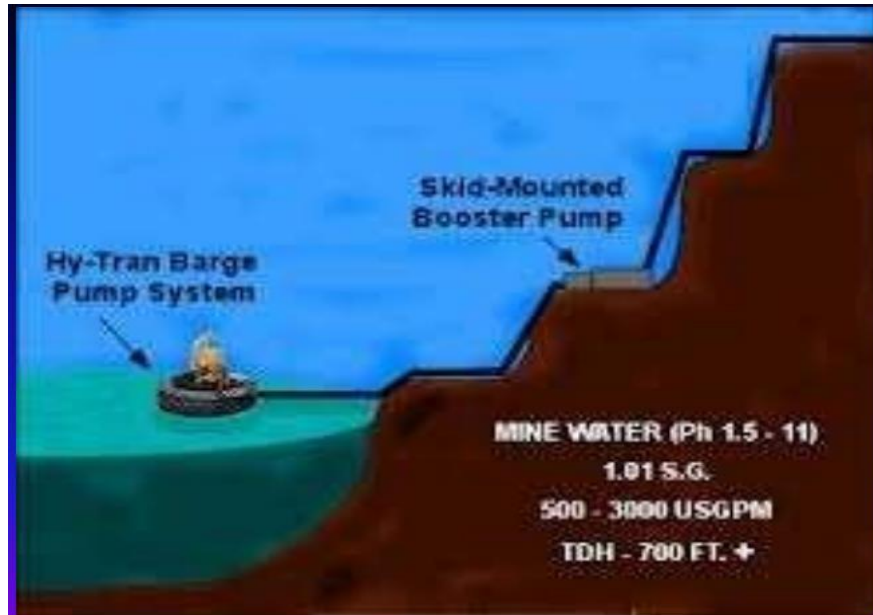 Skid-Mounted
Booster Pump
Hy-Tran Barge
Pump System
MINE WATER (Ph 1.5 - 11)
1.01 S.G.
500 - 3000 USGPM
TDH - 700 FT. +